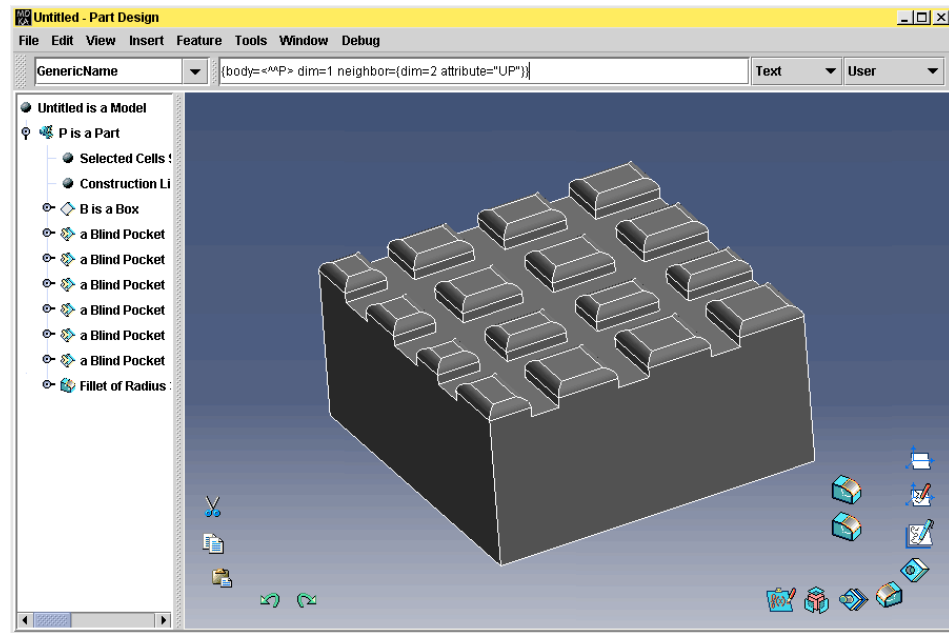 MO KA Untitled - Part Design
File Edit View Insert Feature Tools Window Debug
GenericName {body=<^^P> dim=1 neighbor={dim=2 attribute="UP"}} Text User
Untitled is a Model
P is a Part
Selected Cells
Construction Li
B is a Box
a Blind Pocket
a Blind Pocket
a Blind Pocket
a Blind Pocket
a Blind Pocket
a Blind Pocket
Fillet of Radius